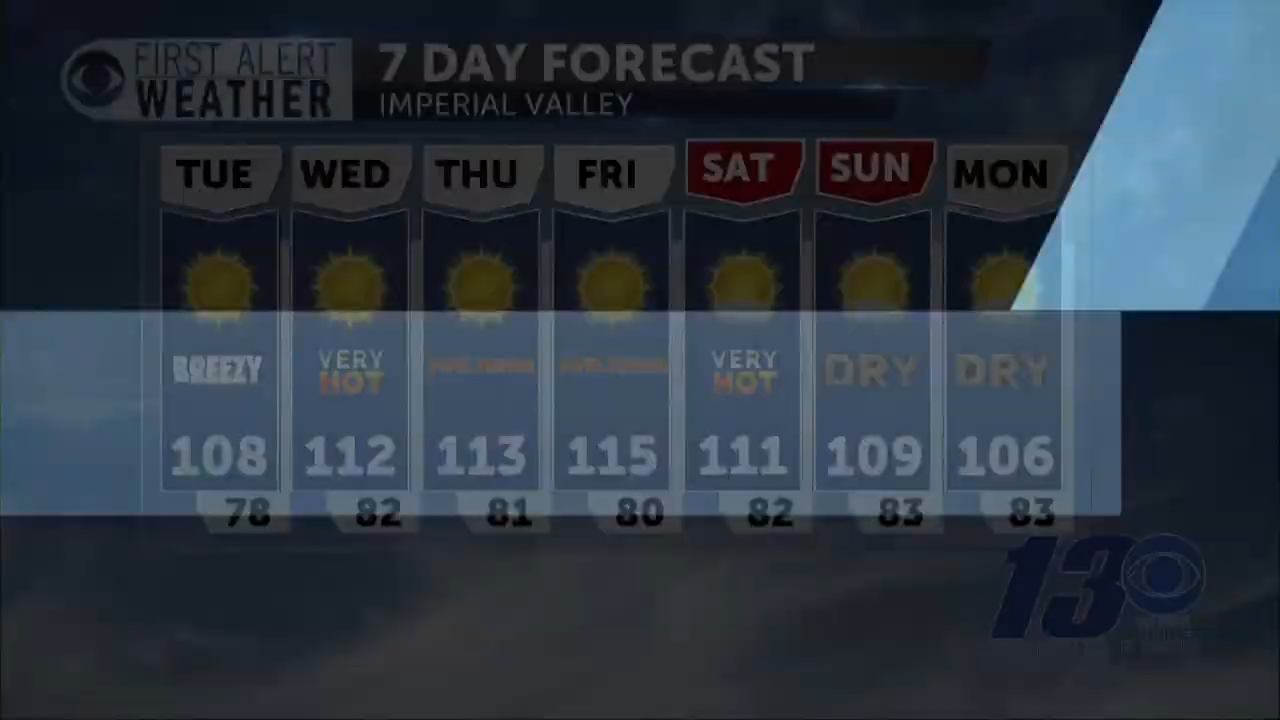 FIRST ALERT
WEATHER
7 DAY FORECAST
IMPERIAL VALLEY
TUE WED THU FRI SAT SUN MON
BREEZY VERY HOT VERY HOT DRY DRY
108 112 113 115 111 109 106
78 82 81 80 82 83 83
13